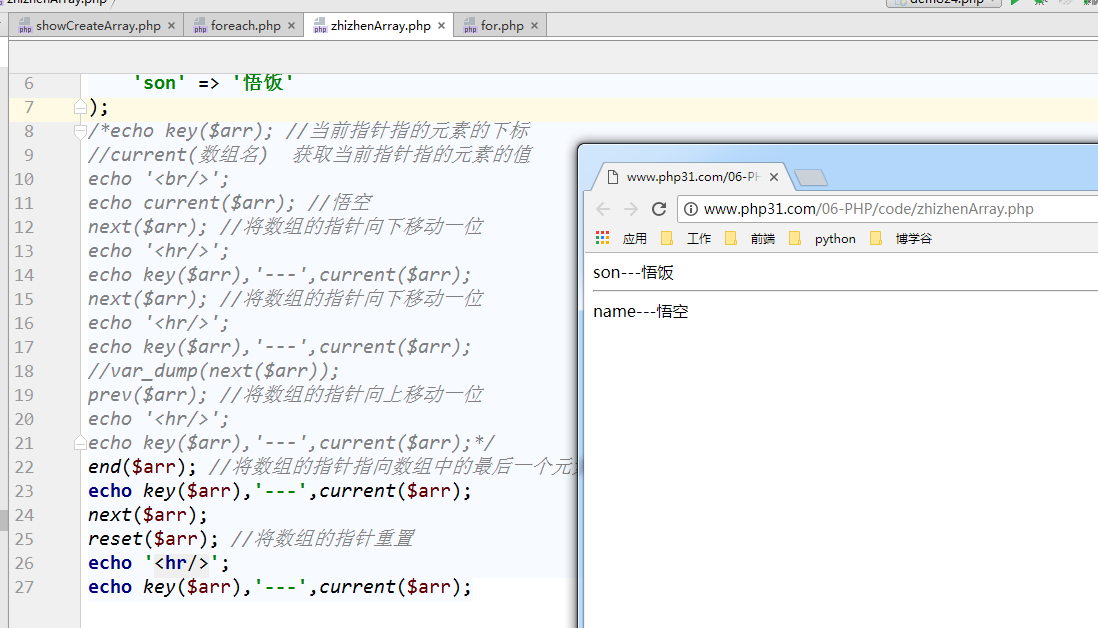 zhizhenArray.php
demo24.php
showCreateArray.php
foreach.php
zhizhenArray.php
for.php
6 'son' => '悟饭'
7 );
8 /*echo key($arr); //当前指针指的元素的下标
9 //current(数组名) 获取当前指针指的元素的值
10 echo '<br/>';
11 echo current($arr); //悟空
12 next($arr); //将数组的指针向下移动一位
13 echo '<hr/>';
14 echo key($arr),'---',current($arr);
15 next($arr); //将数组的指针向下移动一位
16 echo '<hr/>';
17 echo key($arr),'---',current($arr);
18 //var_dump(next($arr));
19 prev($arr); //将数组的指针向上移动一位
20 echo '<hr/>';
21 echo key($arr),'---',current($arr);*/
22 end($arr); //将数组的指针指向数组中的最后一个元
23 echo key($arr),'---',current($arr);
24 next($arr);
25 reset($arr); //将数组的指针重置
26 echo '<hr/>';
27 echo key($arr),'---',current($arr);
www.php31.com/06-PH
www.php31.com/06-PHP/code/zhizhenArray.php
应用 工作 前端 python 博学谷
son---悟饭
name---悟空